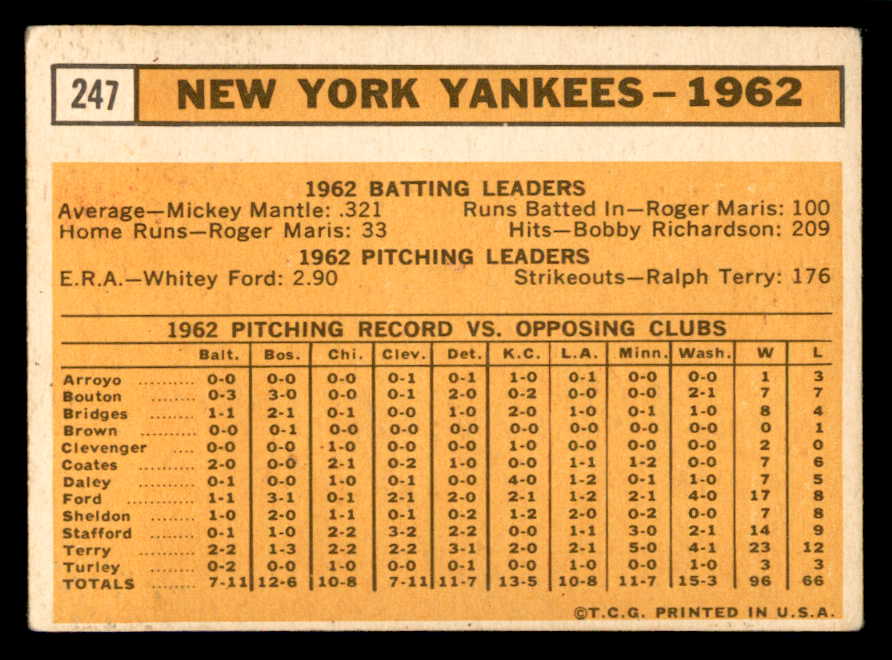 247 NEW YORK YANKEES – 1962
1962 BATTING LEADERS
Average—Mickey Mantle: .321 Runs Batted In—Roger Maris: 100
Home Runs—Roger Maris: 33 Hits—Bobby Richardson: 209
1962 PITCHING LEADERS
E.R.A.—Whitey Ford: 2.90 Strikeouts—Ralph Terry: 176
1962 PITCHING RECORD VS. OPPOSING CLUBS
Balt. Bos. Chi. Clev. Det. K.C. L.A. Minn. Wash. W L
Arroyo .......... 0-0 0-0 0-0 0-1 0-1 1-0 0-1 0-0 0-0 1 3
Bouton .......... 0-3 3-0 0-0 0-1 2-0 0-2 0-0 0-0 2-1 7 7
Bridges ........ 1-1 2-1 0-1 0-0 1-0 2-0 1-0 0-1 1-0 8 4
Brown .......... 0-0 0-1 0-0 0-0 0-0 0-0 0-0 0-0 0-0 0 1
Clevenger .... 0-0 0-0 1-0 0-0 0-0 1-0 0-0 0-0 0-0 2 0
Coates .......... 2-0 0-0 2-1 0-2 1-0 0-0 1-1 1-2 0-0 7 6
Daley .......... 0-1 0-0 1-0 0-1 0-0 4-0 1-2 0-1 1-0 7 5
Ford .......... 1-1 3-1 0-1 2-1 2-0 2-1 1-2 2-1 4-0 17 8
Sheldon ........ 1-0 2-0 1-1 0-1 0-2 1-2 2-0 0-2 0-0 7 8
Stafford ........ 0-1 1-0 2-2 3-2 2-2 0-0 1-1 3-0 2-1 14 9
Terry .......... 2-2 1-3 2-2 2-2 3-1 2-0 2-1 5-0 4-1 23 12
Turley .......... 0-2 0-0 1-0 0-0 0-1 0-0 1-0 0-0 1-0 3 3
TOTALS ........ 7-11 12-6 10-8 7-11 11-7 13-5 10-8 11-7 15-3 96 66
©T.C.G. PRINTED IN U.S.A.